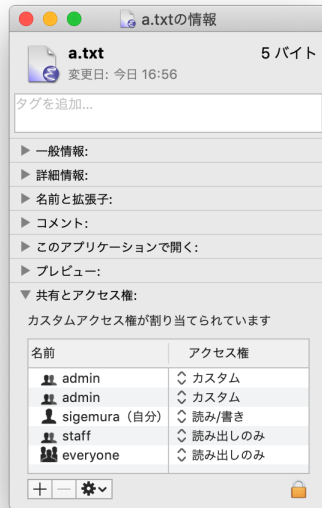 a.txtの情報
a.txt 5 バイト
変更日: 今日 16:56
タグを追加...
一般情報:
詳細情報:
名前と拡張子:
コメント:
このアプリケーションで開く:
プレビュー:
共有とアクセス権:
カスタムアクセス権が割り当てられています
名前 アクセス権
admin カスタム
admin カスタム
sigemura（自分） 読み/書き
staff 読み出しのみ
everyone 読み出しのみ